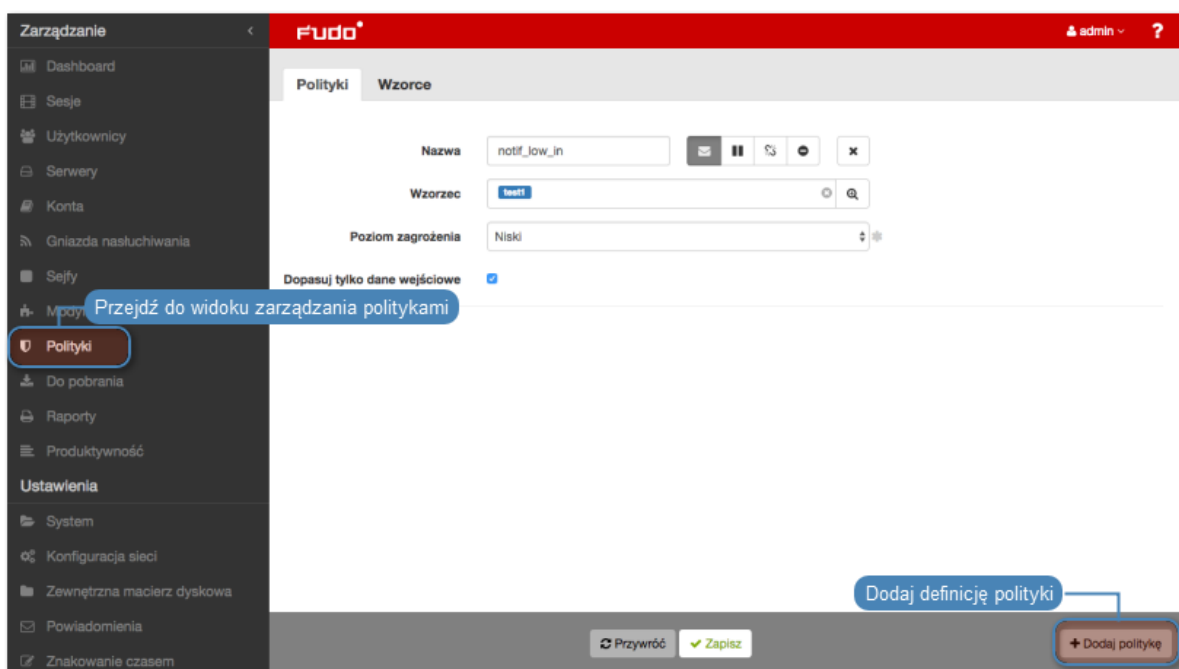 Zarządzanie
FUDO
admin
?
Dashboard
Sesje
Użytkownicy
Serwery
Konta
Gniazda nasłuchiwania
Sejfy
Przejdź do widoku zarządzania politykami
Polityki
Do pobrania
Raporty
Produktywność
Ustawienia
System
Konfiguracja sieci
Zewnętrzna macierz dyskowa
Powiadomienia
Znakowanie czasem
Polityki Wzorce
Nazwa notif_low_in
Wzorzec test1
Poziom zagrożenia Niski
Dopasuj tylko dane wejściowe
Dodaj definicję polityki
Przywróć Zapisz
+ Dodaj politykę